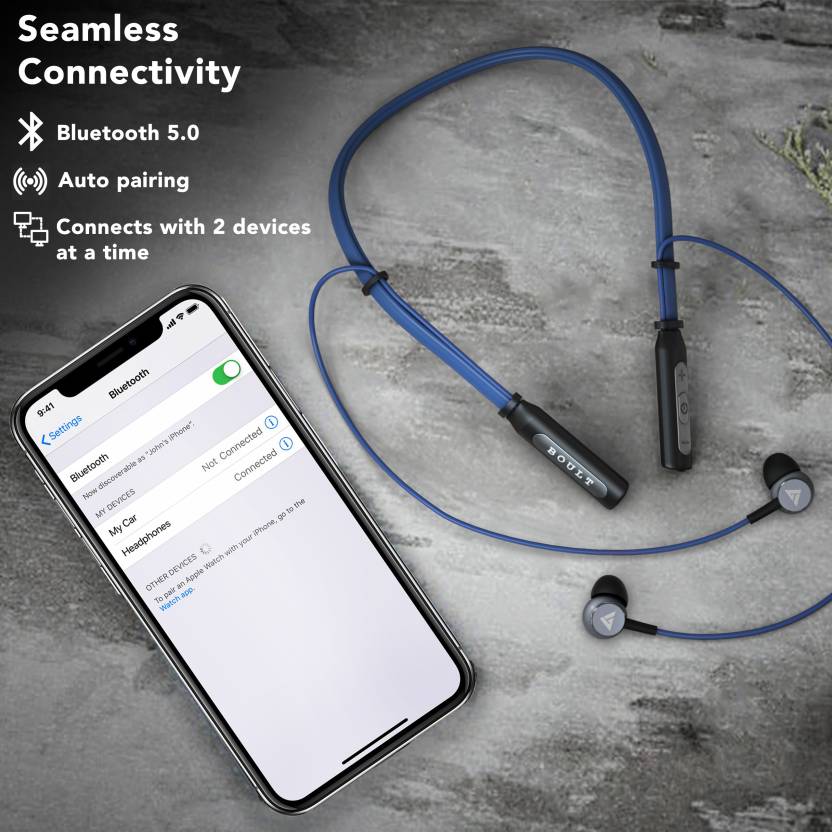 Seamless
Connectivity
Bluetooth 5.0
Auto pairing
Connects with 2 devices
at a time
9:41
Settings
Bluetooth
Bluetooth
Now discoverable as "John's iPhone".
MY DEVICES
My Car Not Connected
Headphones Connected
OTHER DEVICES
To pair an Apple Watch with your iPhone, go to the
Watch app.
BOULT